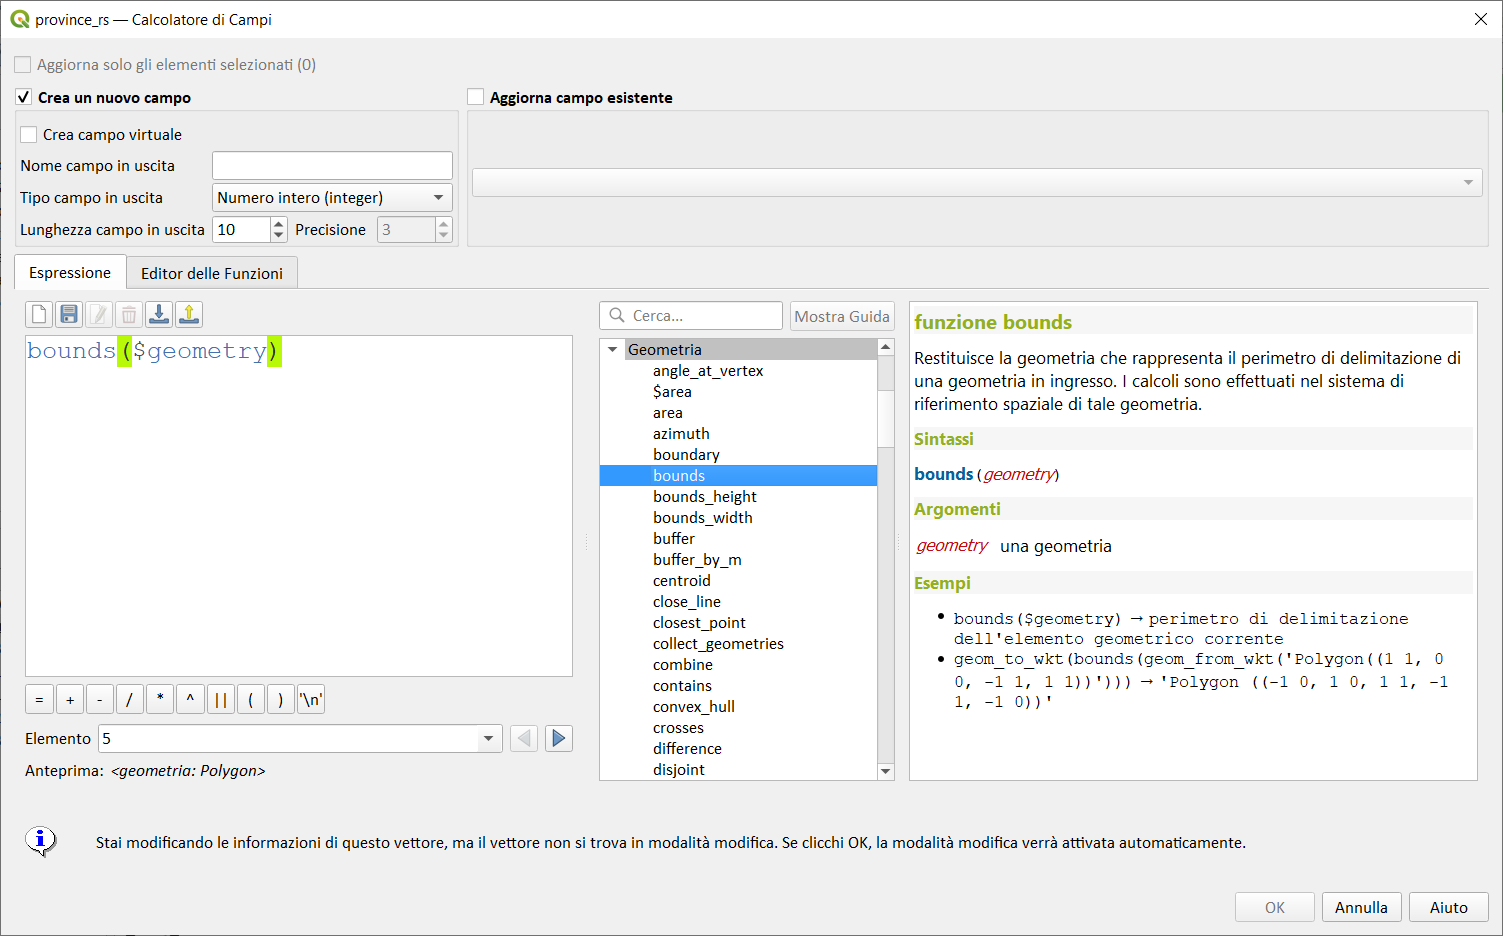 province_rs — Calcolatore di Campi
Aggiorna solo gli elementi selezionati (0)
Crea un nuovo campo
Aggiorna campo esistente
Crea campo virtuale
Nome campo in uscita
Tipo campo in uscita Numero intero (integer)
Lunghezza campo in uscita 10 Precisione 3
Espressione Editor delle Funzioni
Cerca... Mostra Guida
bounds($geometry)
= + - / * ^ || ( ) '\n'
Elemento 5
Anteprima: <geometria: Polygon>
Geometria
angle_at_vertex
$area
area
azimuth
boundary
bounds
bounds_height
bounds_width
buffer
buffer_by_m
centroid
close_line
closest_point
collect_geometries
combine
contains
convex_hull
crosses
difference
disjoint
funzione bounds
Restituisce la geometria che rappresenta il perimetro di delimitazione di
una geometria in ingresso. I calcoli sono effettuati nel sistema di
riferimento spaziale di tale geometria.
Sintassi
bounds(geometry)
Argomenti
geometry una geometria
Esempi
• bounds($geometry) → perimetro di delimitazione
dell'elemento geometrico corrente
• geom_to_wkt(bounds(geom_from_wkt('Polygon((1 1, 0
0, -1 1, 1 1))'))) → 'Polygon ((-1 0, 1 0, 1 1, -1
1, -1 0))'
Stai modificando le informazioni di questo vettore, ma il vettore non si trova in modalità modifica. Se clicchi OK, la modalità modifica verrà attivata automaticamente.
OK Annulla Aiuto